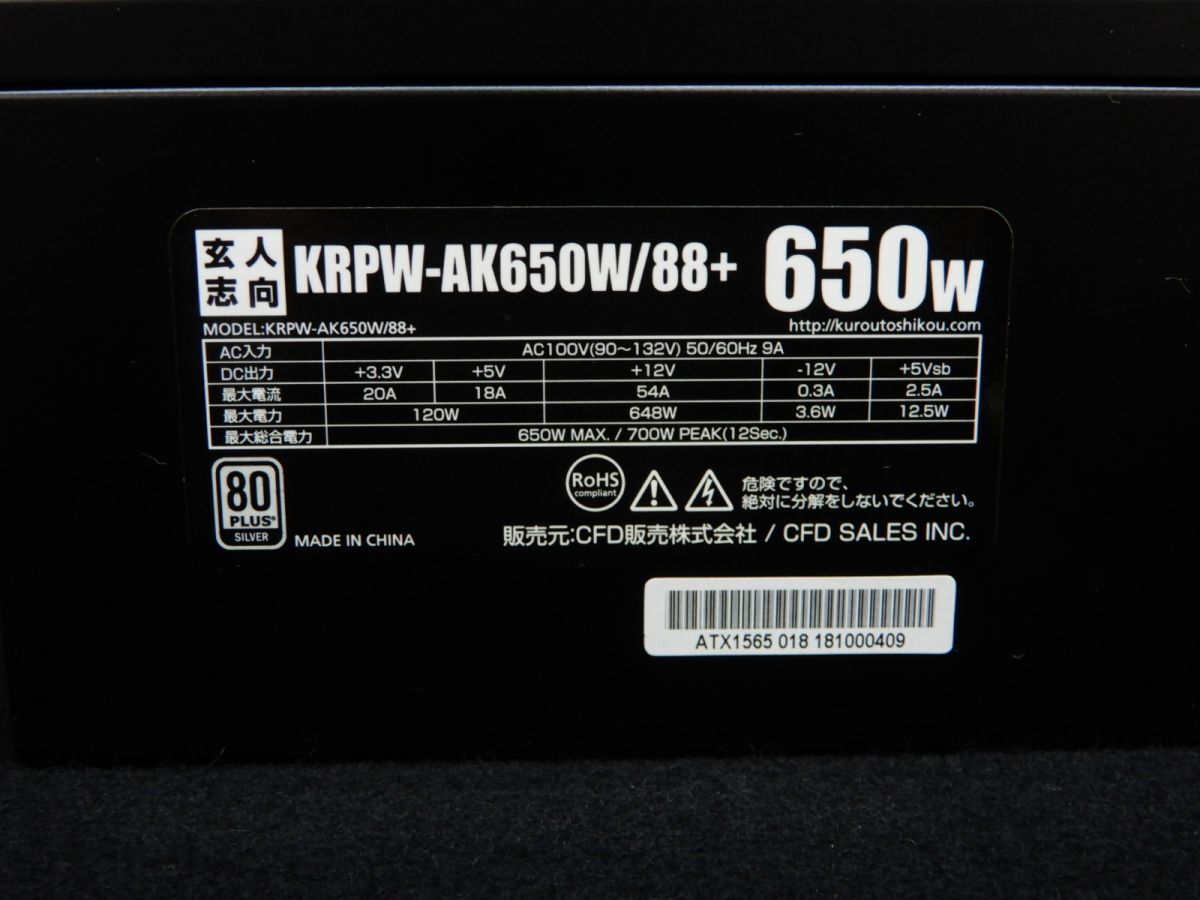 玄人
志向
KRPW-AK650W/88+
650W
MODEL:KRPW-AK650W/88+
http://kuroutoshikou.com
AC入力 AC100V(90～132V) 50/60Hz 9A
DC出力 +3.3V +5V +12V -12V +5Vsb
最大電流 20A 18A 54A 0.3A 2.5A
最大電力 120W 648W 3.6W 12.5W
最大総合電力 650W MAX. / 700W PEAK(12Sec.)
80
PLUS®
SILVER
MADE IN CHINA
RoHS
compliant
危険ですので、
絶対に分解をしないでください。
販売元:CFD販売株式会社 / CFD SALES INC.
ATX1565 018 181000409